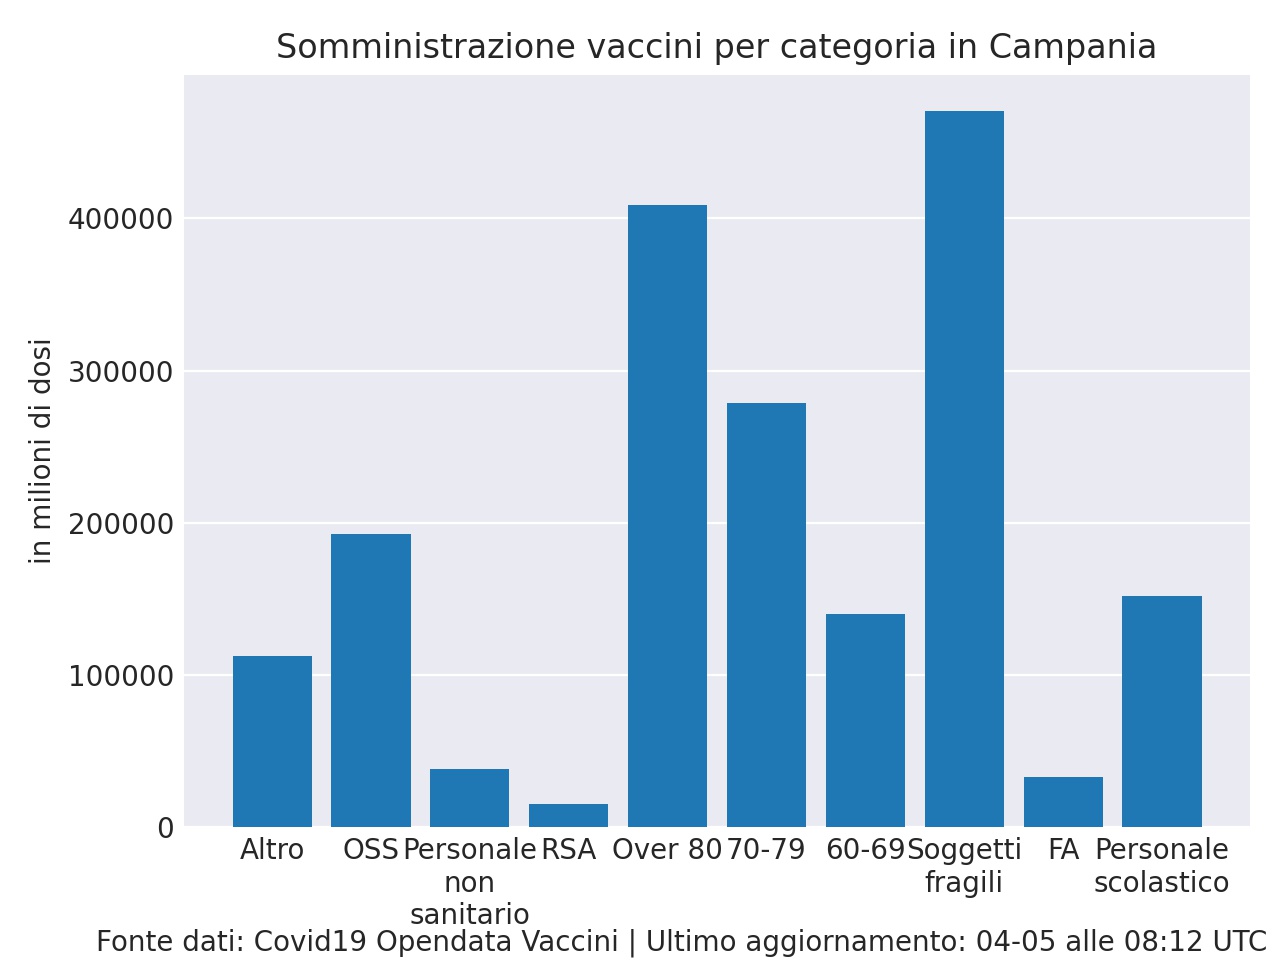 Somministrazione vaccini per categoria in Campania
in milioni di dosi
400000
300000
200000
100000
0
Altro
OSS
Personale
non
sanitario
RSA
Over 80
70-79
60-69
Soggetti
fragili
FA
Personale
scolastico
Fonte dati: Covid19 Opendata Vaccini | Ultimo aggiornamento: 04-05 alle 08:12 UTC